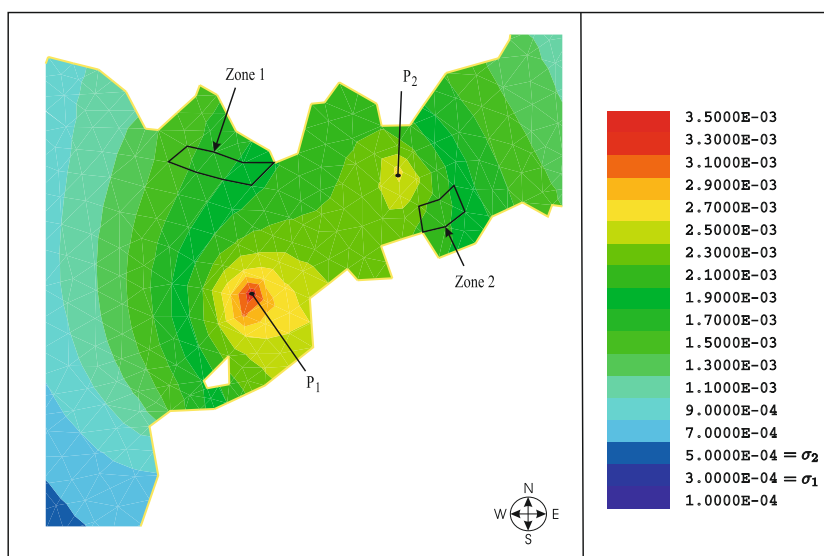 Zone 1
P2
Zone 2
P1
N
W E
S
3.5000E-03
3.3000E-03
3.1000E-03
2.9000E-03
2.7000E-03
2.5000E-03
2.3000E-03
2.1000E-03
1.9000E-03
1.7000E-03
1.5000E-03
1.3000E-03
1.1000E-03
9.0000E-04
7.0000E-04
5.0000E-04 = σ2
3.0000E-04 = σ1
1.0000E-04